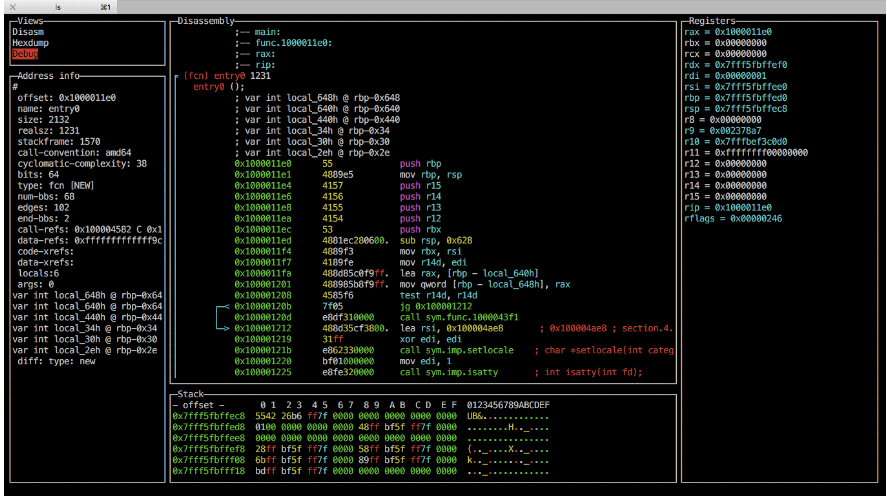 ls ⌘1
Views
Disasm
Hexdump
Debug
Address info
#
offset: 0x1000011e0
name: entry0
size: 2132
realsz: 1231
stackframe: 1570
call-convention: amd64
cyclomatic-complexity: 38
bits: 64
type: fcn [NEW]
num-bbs: 68
edges: 102
end-bbs: 2
call-refs: 0x100004582 C 0x1
data-refs: 0xffffffffffffff9c
code-xrefs:
data-xrefs:
locals:6
args: 0
var int local_648h @ rbp-0x64
var int local_640h @ rbp-0x64
var int local_440h @ rbp-0x44
var int local_34h @ rbp-0x34
var int local_30h @ rbp-0x30
var int local_2eh @ rbp-0x2e
diff: type: new
Disassembly
;-- main:
;-- func.1000011e0:
;-- rax:
;-- rip:
(fcn) entry0 1231
entry0 ();
; var int local_648h @ rbp-0x648
; var int local_640h @ rbp-0x640
; var int local_440h @ rbp-0x440
; var int local_34h @ rbp-0x34
; var int local_30h @ rbp-0x30
; var int local_2eh @ rbp-0x2e
0x1000011e0 55 push rbp
0x1000011e1 4889e5 mov rbp, rsp
0x1000011e4 4157 push r15
0x1000011e6 4156 push r14
0x1000011e8 4155 push r13
0x1000011ea 4154 push r12
0x1000011ec 53 push rbx
0x1000011ed 4881ec280600. sub rsp, 0x628
0x1000011f4 4889f3 mov rbx, rsi
0x1000011f7 4189fe mov r14d, edi
0x1000011fa 488d85c0f9ff. lea rax, [rbp - local_640h]
0x100001201 488985b8f9ff. mov qword [rbp - local_648h], rax
0x100001208 4585f6 test r14d, r14d
0x10000120b 7f05 jg 0x100001212
0x10000120d e8df310000 call sym.func.1000043f1
0x100001212 488d35cf3800. lea rsi, 0x100004ae8 ; 0x100004ae8 ; section.4.
0x100001219 31ff xor edi, edi
0x10000121b e862330000 call sym.imp.setlocale ; char *setlocale(int categ
0x100001220 bf01000000 mov edi, 1
0x100001225 e8fe320000 call sym.imp.isatty ; int isatty(int fd);
Stack
- offset - 0 1 2 3 4 5 6 7 8 9 A B C D E F 0123456789ABCDEF
0x7fff5fbffec8 5542 26b6 ff7f 0000 0000 0000 0000 0000 UB&.............
0x7fff5fbffed8 0100 0000 0000 0000 48ff bf5f ff7f 0000 ........H.._....
0x7fff5fbffee8 0000 0000 0000 0000 0000 0000 0000 0000 ................
0x7fff5fbffef8 28ff bf5f ff7f 0000 58ff bf5f ff7f 0000 (.._....X.._....
0x7fff5fbfff08 6bff bf5f ff7f 0000 89ff bf5f ff7f 0000 k.._......._....
0x7fff5fbfff18 bdff bf5f ff7f 0000 0000 0000 0000 0000 ..._............
Registers
rax = 0x1000011e0
rbx = 0x00000000
rcx = 0x00000000
rdx = 0x7fff5fbffef0
rdi = 0x00000001
rsi = 0x7fff5fbffee0
rbp = 0x7fff5fbffed0
rsp = 0x7fff5fbffec8
r8 = 0x00000000
r9 = 0x002378a7
r10 = 0x7fffbef3c0d0
r11 = 0xffffffff00000000
r12 = 0x00000000
r13 = 0x00000000
r14 = 0x00000000
r15 = 0x00000000
rip = 0x1000011e0
rflags = 0x00000246